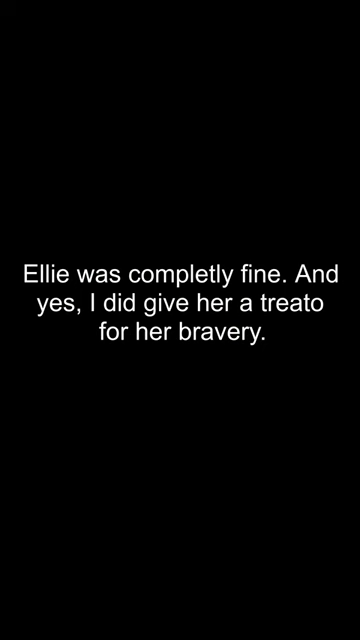 Ellie was completly fine. And
yes, I did give her a treato
for her bravery.